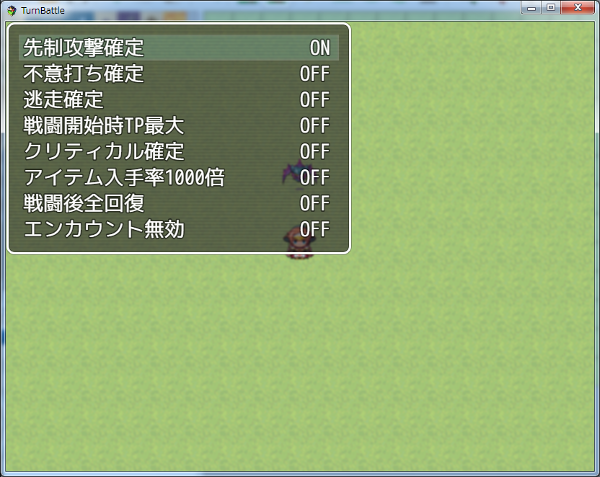 TurnBattle
先制攻撃確定 ON
不意打ち確定 OFF
逃走確定 OFF
戦闘開始時TP最大 OFF
クリティカル確定 OFF
アイテム入手率1000倍 OFF
戦闘後全回復 OFF
エンカウント無効 OFF